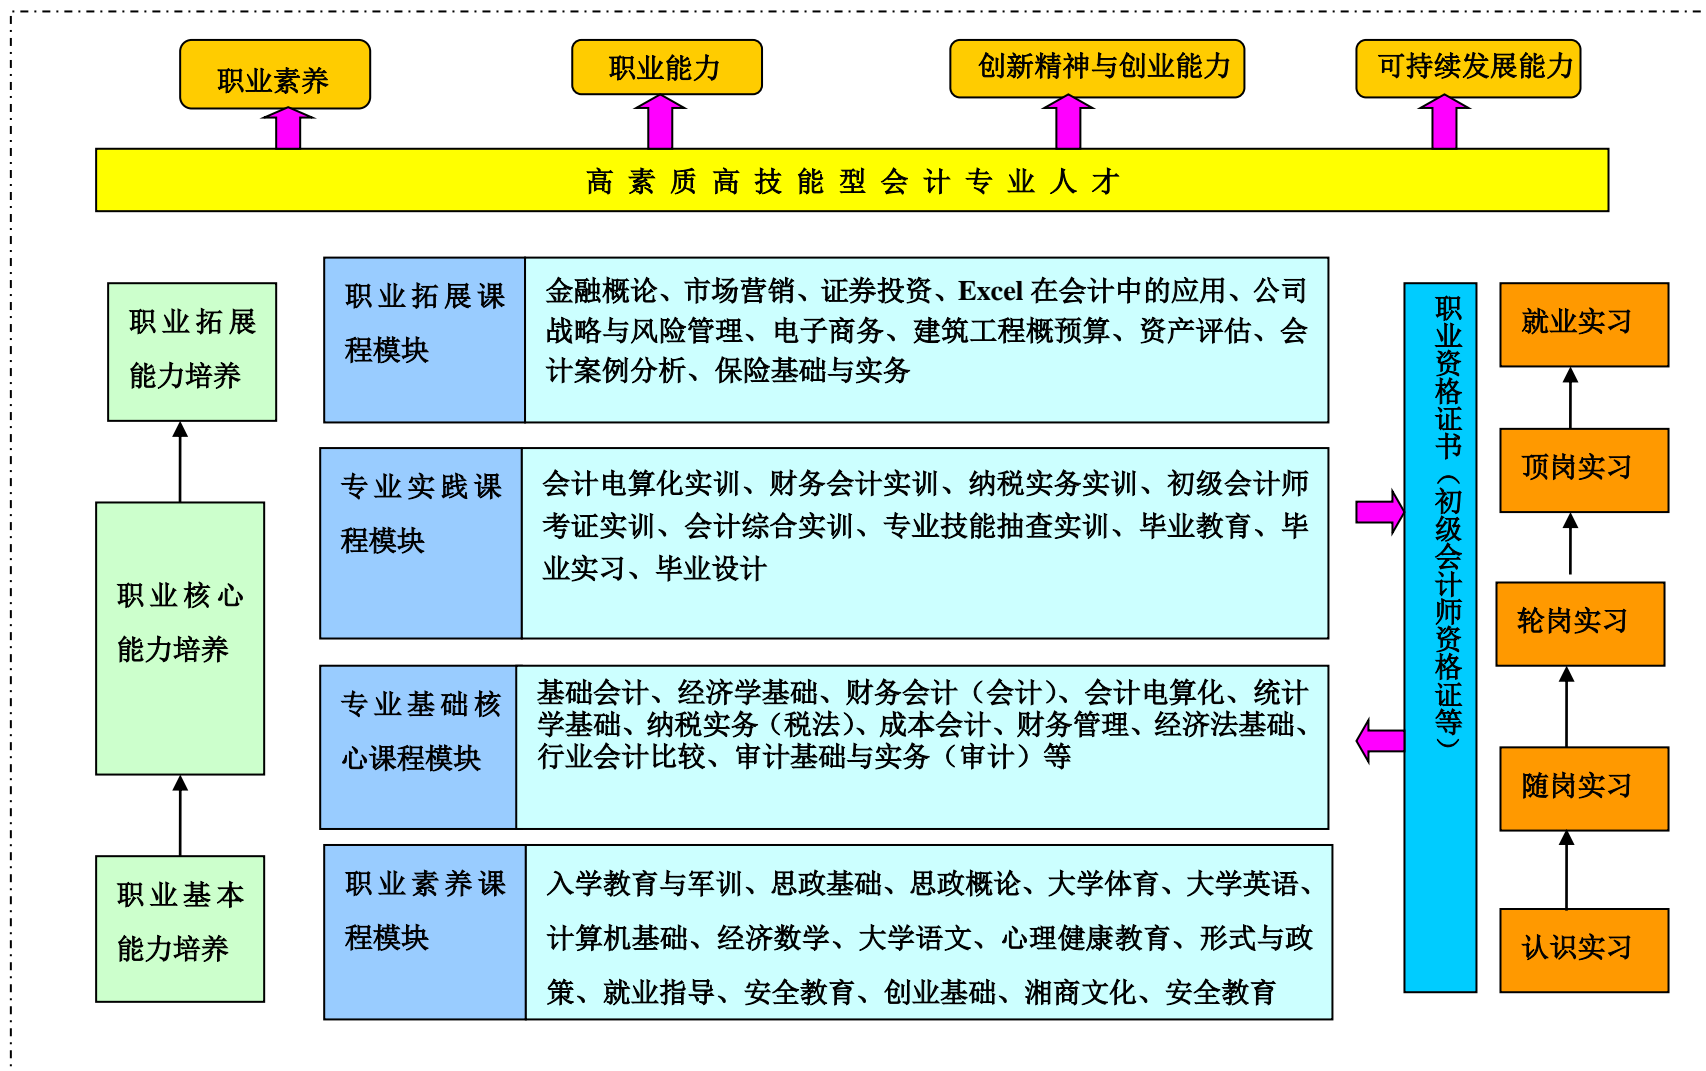 职业素养
职业能力
创新精神与创业能力
可持续发展能力
高素质高技能型会计专业人才
职业拓展
能力培养
职业核心
能力培养
职业基本
能力培养
职业拓展课
程模块
金融概论、市场营销、证券投资、Excel 在会计中的应用、公司
战略与风险管理、电子商务、建筑工程概预算、资产评估、会
计案例分析、保险基础与实务
专业实践课
程模块
会计电算化实训、财务会计实训、纳税实务实训、初级会计师
考证实训、会计综合实训、专业技能抽查实训、毕业教育、毕
业实习、毕业设计
专业基础核
心课程模块
基础会计、经济学基础、财务会计（会计）、会计电算化、统计
学基础、纳税实务（税法）、成本会计、财务管理、经济法基础、
行业会计比较、审计基础与实务（审计）等
职业素养课
程模块
入学教育与军训、思政基础、思政概论、大学体育、大学英语、
计算机基础、经济数学、大学语文、心理健康教育、形式与政
策、就业指导、安全教育、创业基础、湘商文化、安全教育
职业资格证书（初级会计师资格证等）
就业实习
顶岗实习
轮岗实习
随岗实习
认识实习